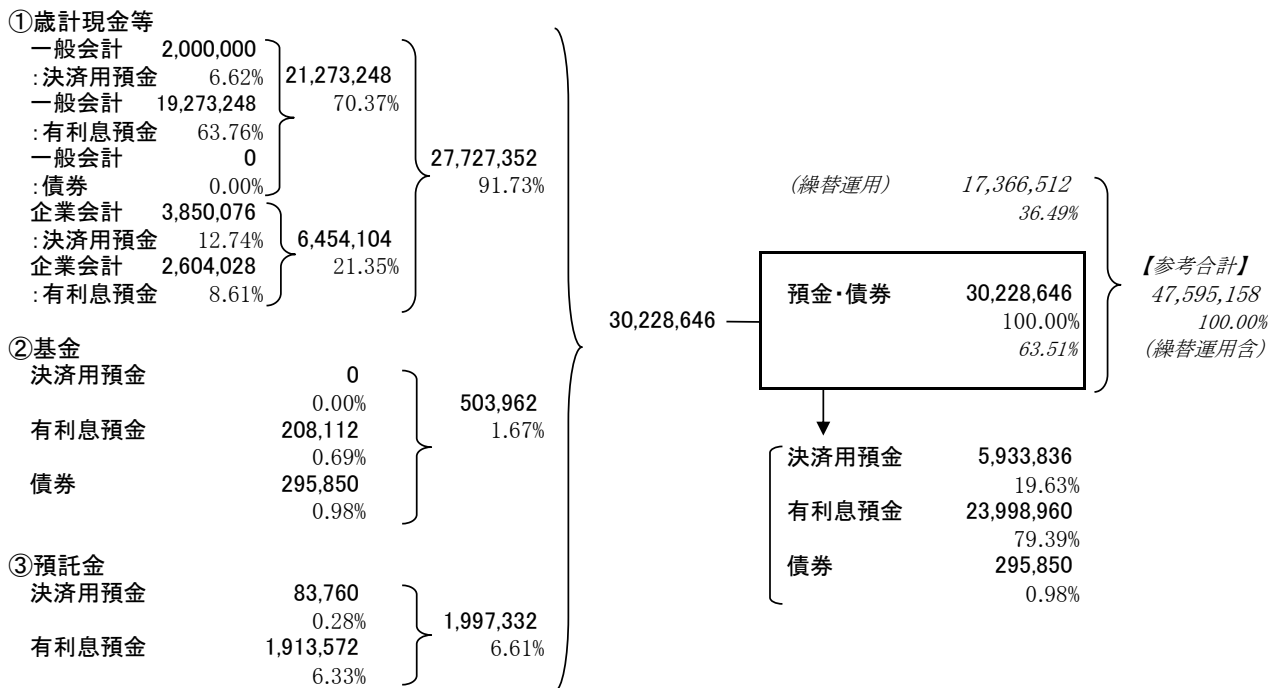 ①歳計現金等
一般会計 2,000,000
:決済用預金 6.62% 21,273,248
一般会計 19,273,248 70.37%
:有利息預金 63.76%
一般会計 0 27,727,352
:債券 0.00% 91.73%
企業会計 3,850,076
:決済用預金 12.74% 6,454,104
企業会計 2,604,028 21.35%
:有利息預金 8.61%
②基金
決済用預金 0
0.00% 503,962
有利息預金 208,112 1.67%
0.69%
債券 295,850
0.98%
③預託金
決済用預金 83,760
0.28% 1,997,332
有利息預金 1,913,572 6.61%
6.33%
30,228,646
(繰替運用) 17,366,512
36.49%
預金・債券 30,228,646
100.00%
63.51%
【参考合計】
47,595,158
100.00%
(繰替運用含)
決済用預金 5,933,836
19.63%
有利息預金 23,998,960
79.39%
債券 295,850
0.98%